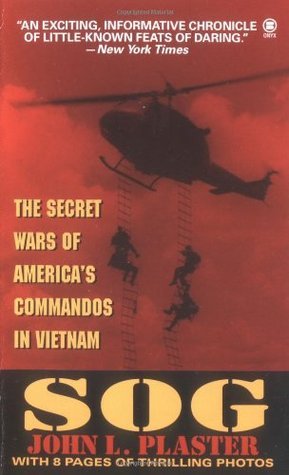 "AN EXCITING, INFORMATIVE CHRONICLE
OF LITTLE-KNOWN FEATS OF DARING."
—New York Times
ONYX
THE SECRET
WARS OF
AMERICA'S
COMMANDOS
IN VIETNAM
SOG
JOHN L. PLASTER
WITH 8 PAGES OF THRILLING PHOTOS